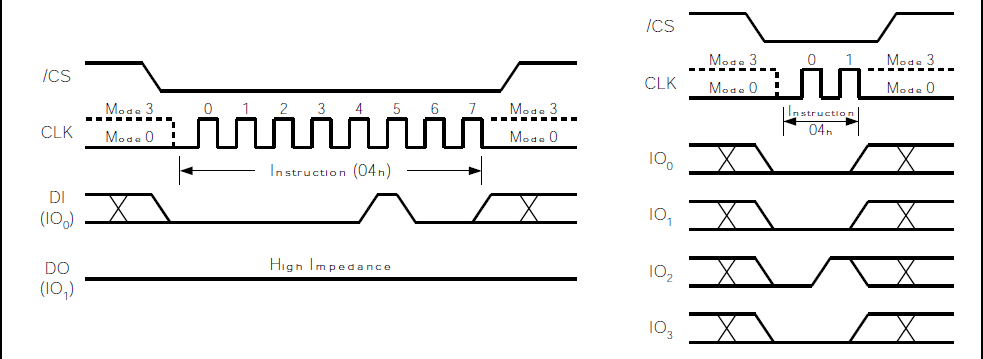 /CS
Mode 3 0 1 2 3 4 5 6 7 Mode 3
CLK Mode 0 Mode 0
Instruction (04h)
DI
(IO0)
High Impedance
DO
(IO1)
/CS
Mode 3 0 1 Mode 3
CLK Mode 0 Mode 0
Instruction
04h
IO0
IO1
IO2
IO3